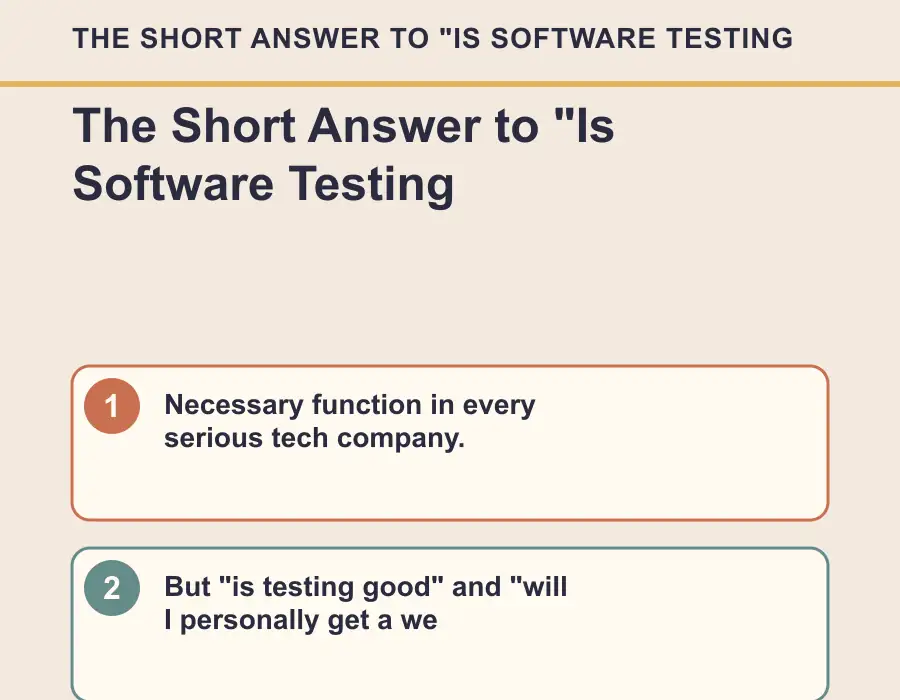 THE SHORT ANSWER TO "IS SOFTWARE TESTING
The Short Answer to "Is
Software Testing
1
Necessary function in every
serious tech company.
2
But "is testing good" and "will
I personally get a we